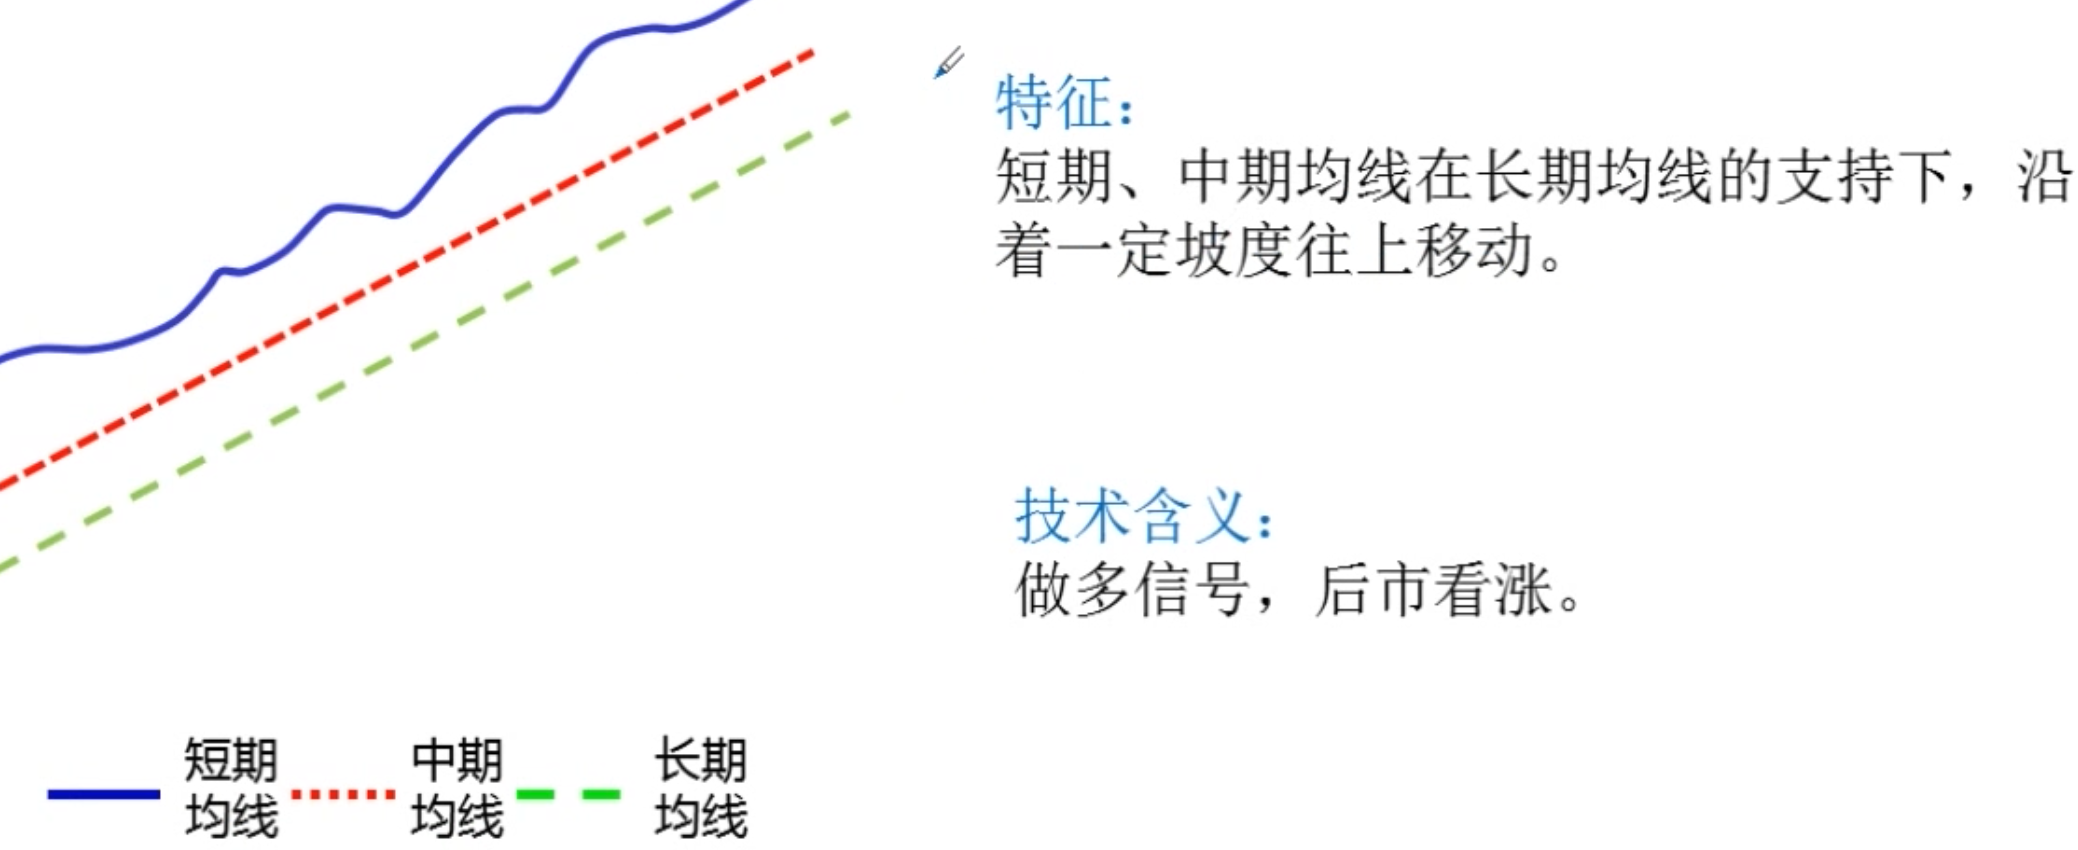 特征：
短期、中期均线在长期均线的支持下，沿
着一定坡度往上移动。
技术含义：
做多信号，后市看涨。
短期
均线
中期
均线
长期
均线